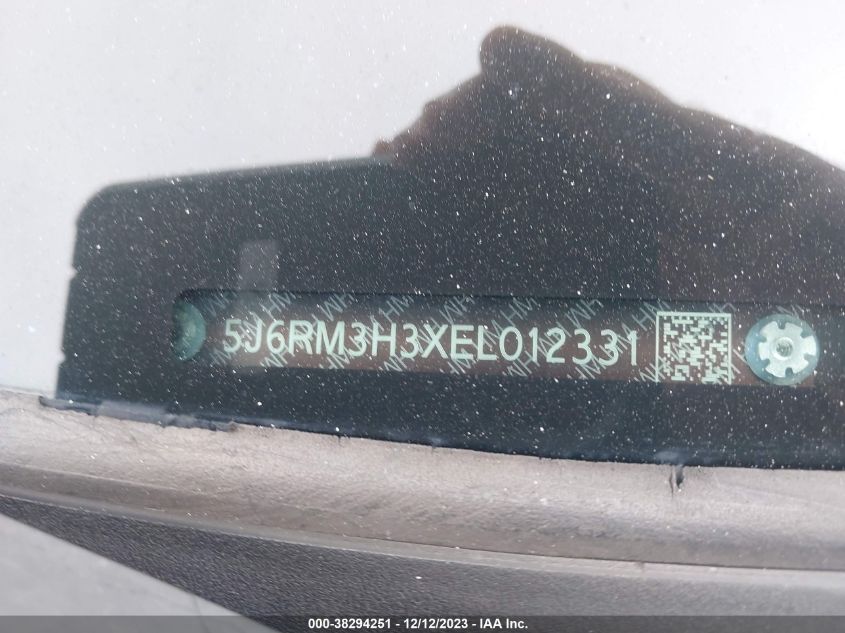 5J6RM3H3XEL012331
000-38294251 - 12/12/2023 - IAA Inc.